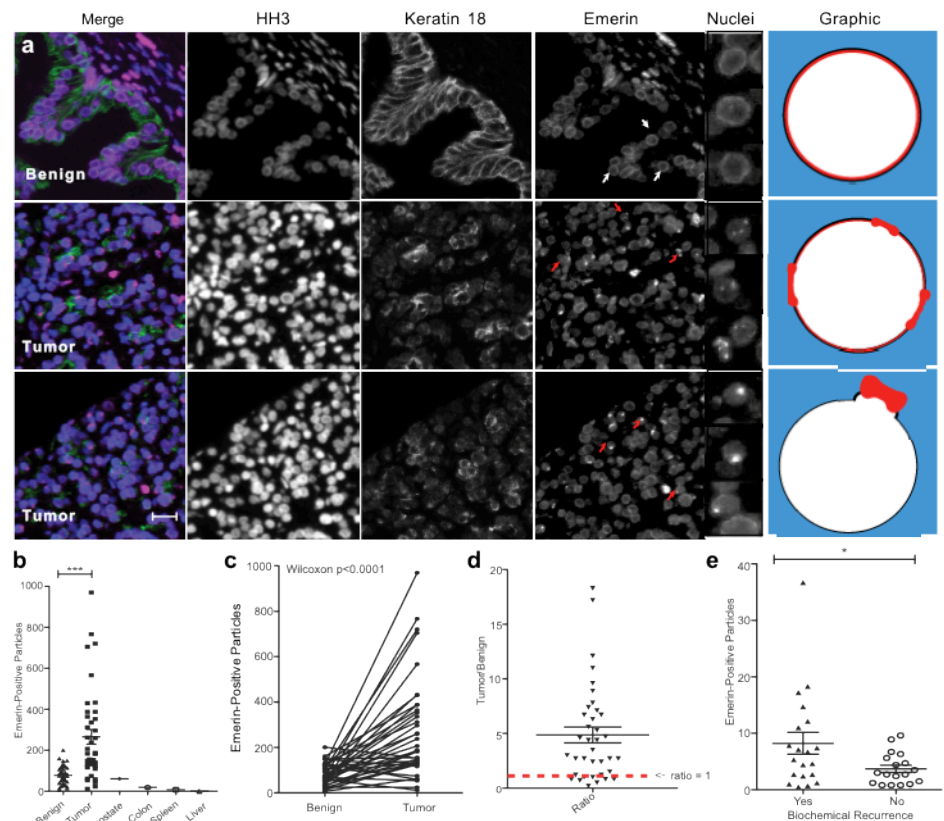 Merge HH3 Keratin 18 Emerin Nuclei Graphic
a
Benign
Tumor
Tumor
b
***
1000
800
600
400
200
0
Emerin-Positive Particles
Benign
Tumor
Colon
Spleen
Liver
c
Wilcoxon p<0.0001
1000
800
600
400
200
0
Emerin-Positive Particles
Benign Tumor
d
20
15
10
5
0
Tumor/Benign
<- ratio = 1
Ratio
e
*
40
30
20
10
0
Emerin-Positive Particles
Yes No
Biochemical Recurrence